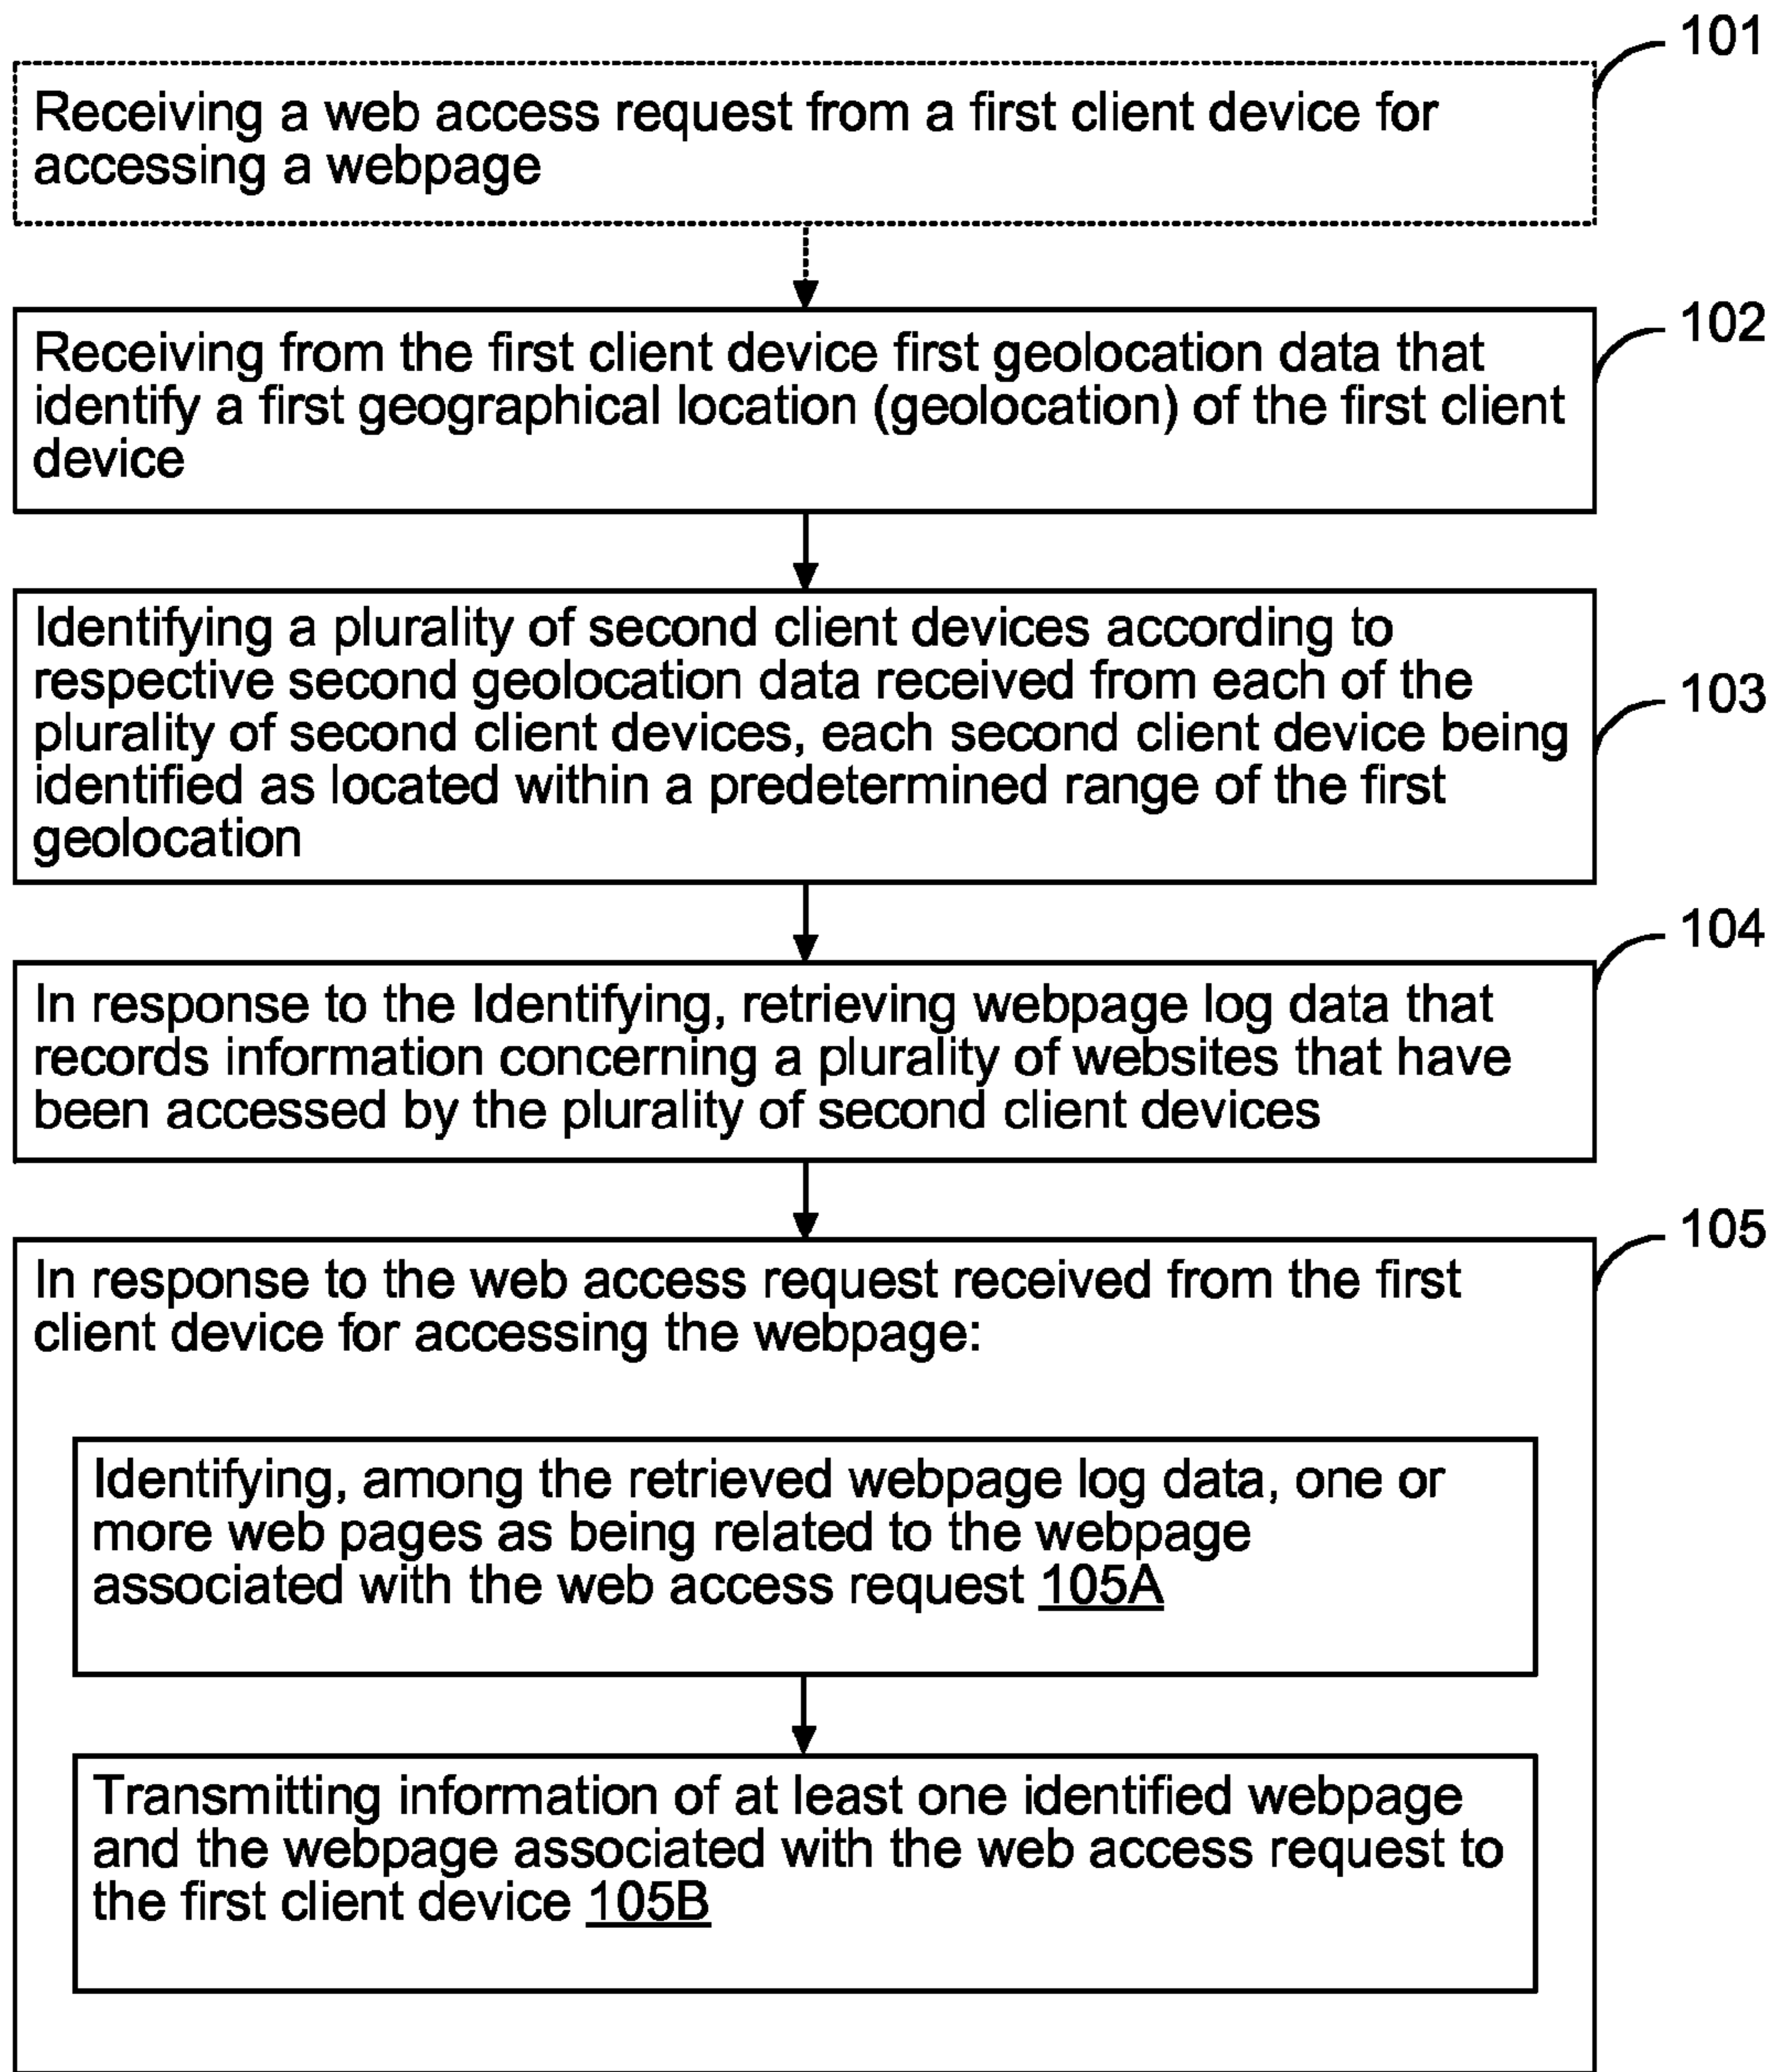 101
Receiving a web access request from a first client device for
accessing a webpage
102
Receiving from the first client device first geolocation data that
identify a first geographical location (geolocation) of the first client
device
Identifying a plurality of second client devices according to
respective second geolocation data received from each of the
plurality of second client devices, each second client device being
identified as located within a predetermined range of the first
geolocation
103
104
In response to the Identifying, retrieving webpage log data that
records information concerning a plurality of websites that have
been accessed by the plurality of second client devices
105
In response to the web access request received from the first
client device for accessing the webpage:
Identifying, among the retrieved webpage log data, one or
more web pages as being related to the webpage
associated with the web access request 105A
Transmitting information of at least one identified webpage
and the webpage associated with the web access request to
the first client device 105B